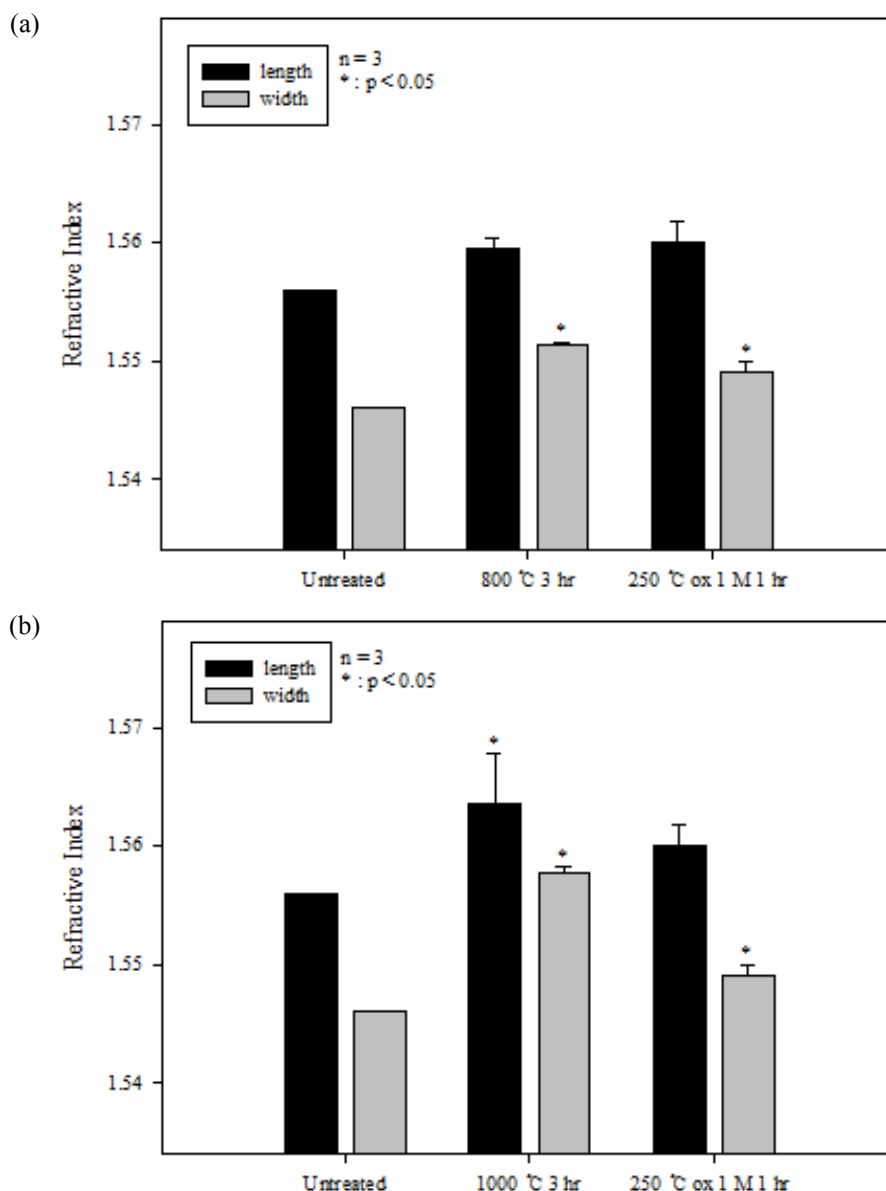 (a)
length
width
n = 3
* : p < 0.05
Refractive Index
1.57
1.56
1.55
1.54
*
*
Untreated
800 ℃ 3 hr
250 ℃ ox 1 M 1 hr
(b)
length
width
n = 3
* : p < 0.05
Refractive Index
1.57
1.56
1.55
1.54
*
*
*
Untreated
1000 ℃ 3 hr
250 ℃ ox 1 M 1 hr